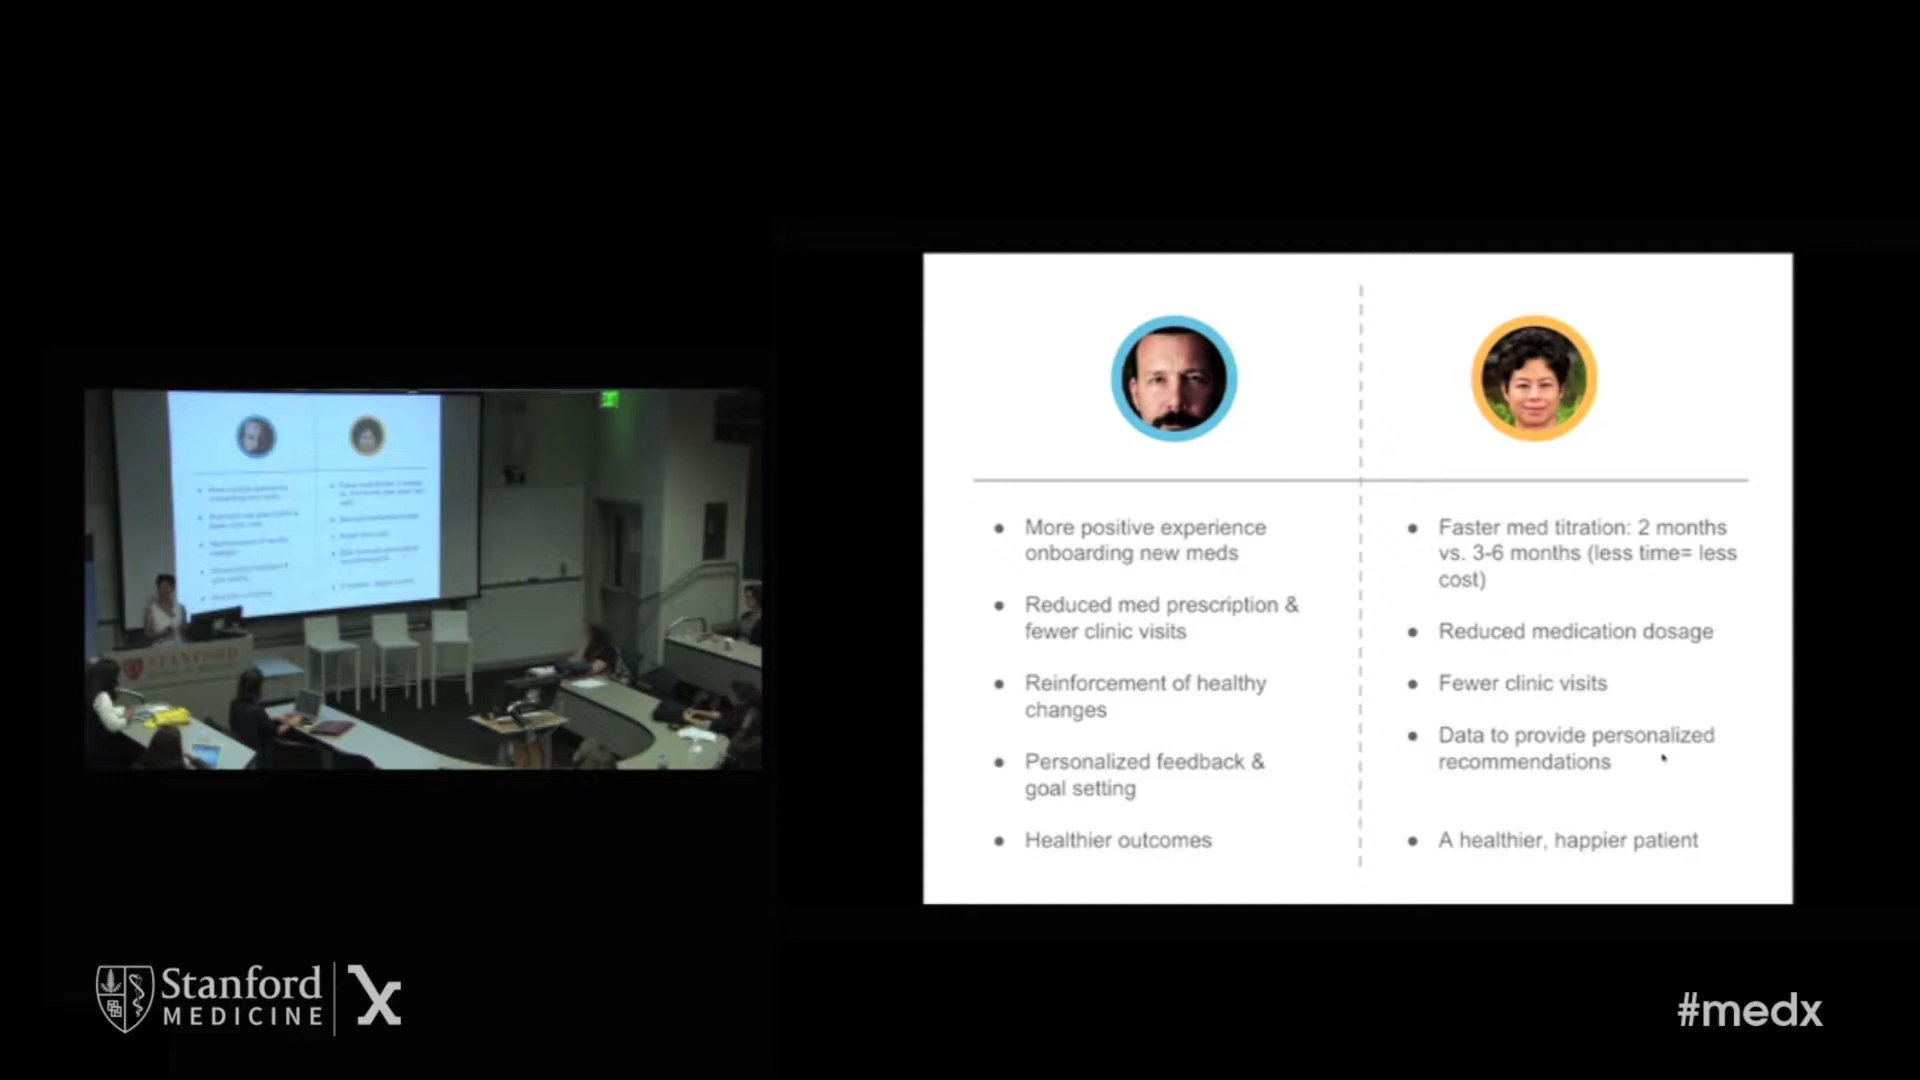 More positive experience
onboarding new meds
Reduced med prescription &
fewer clinic visits
Reinforcement of healthy
changes
Personalized feedback &
goal setting
Healthier outcomes
Faster med titration: 2 months
vs. 3-6 months (less time= less
cost)
Reduced medication dosage
Fewer clinic visits
Data to provide personalized
recommendations
A healthier, happier patient
STANFORD
Stanford
MEDICINE
X
#medx